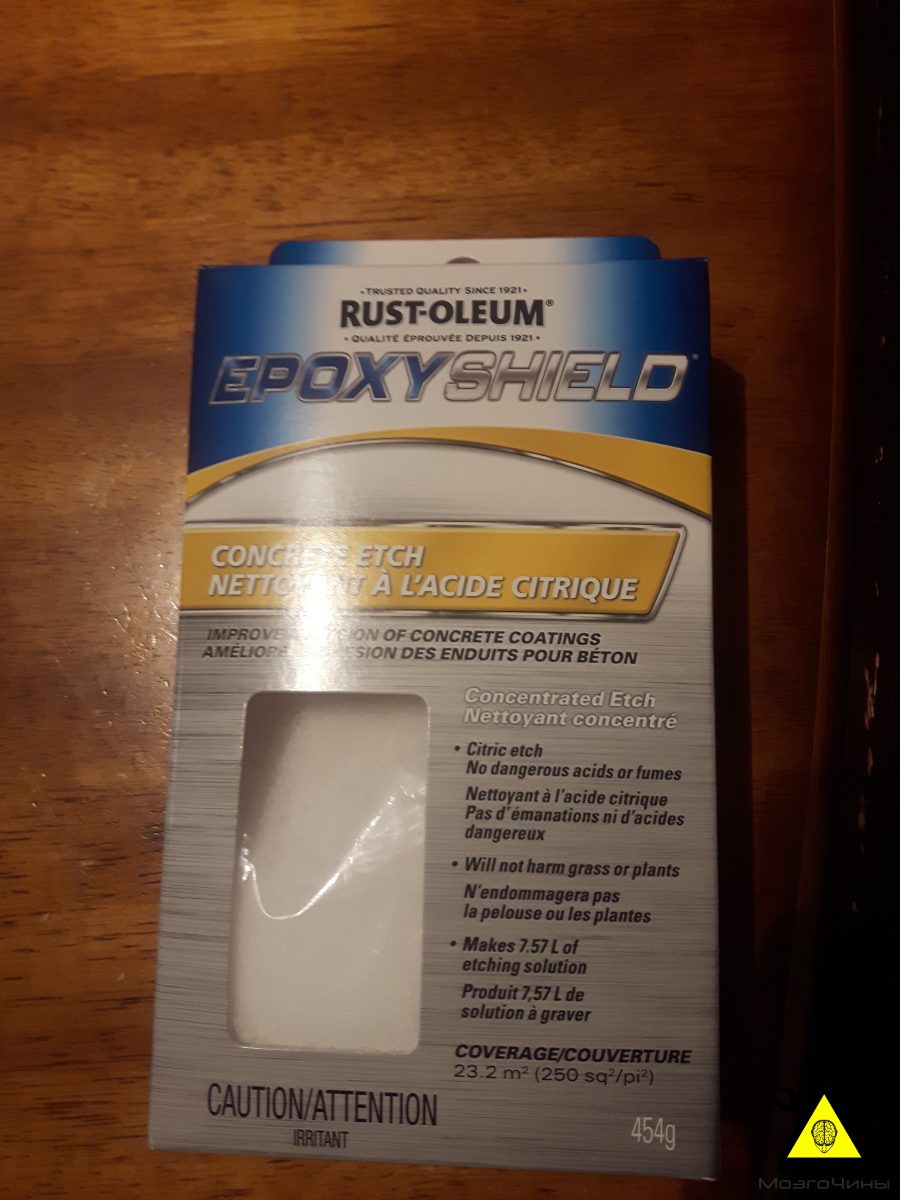 • TRUSTED QUALITY SINCE 1921 •
RUST-OLEUM®
• QUALITÉ ÉPROUVÉE DEPUIS 1921 •
EPOXYSHIELD®
ETCH
À L'ACIDE CITRIQUE
OF CONCRETE COATINGS
DES ENDUITS POUR BÉTON
Concentrated Etch
Nettoyant concentré
• Citric etch
No dangerous acids or fumes
Nettoyant à l'acide citrique
Pas d'émanations ni d'acides
dangereux
• Will not harm grass or plants
N'endommagera pas
la pelouse ou les plantes
• Makes 7.57 L of
etching solution
Produit 7,57 L de
solution à graver
COVERAGE/COUVERTURE
23.2 m² (250 sq²/pi²)
CAUTION/ATTENTION
IRRITANT
454g
МозгоЧины